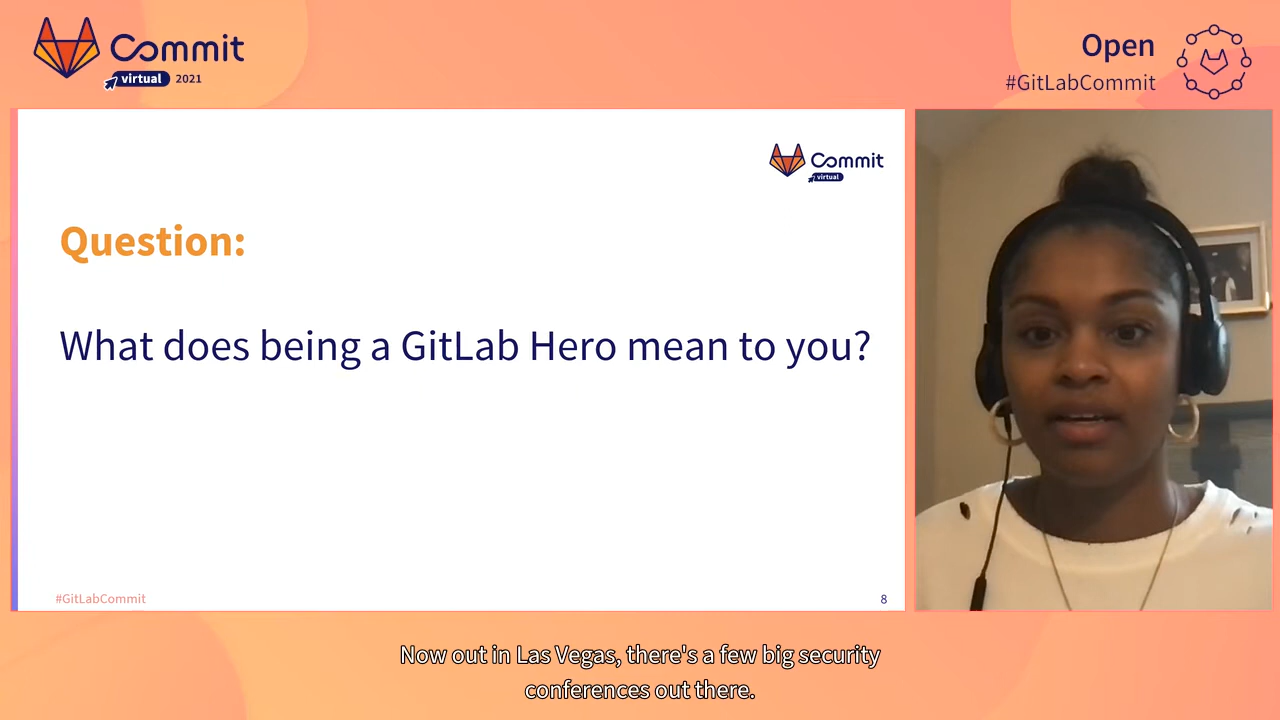 Commit
virtual 2021
Open
#GitLabCommit
Commit
virtual
Question:
What does being a GitLab Hero mean to you?
#GitLabCommit
8
Now out in Las Vegas, there's a few big security
conferences out there.